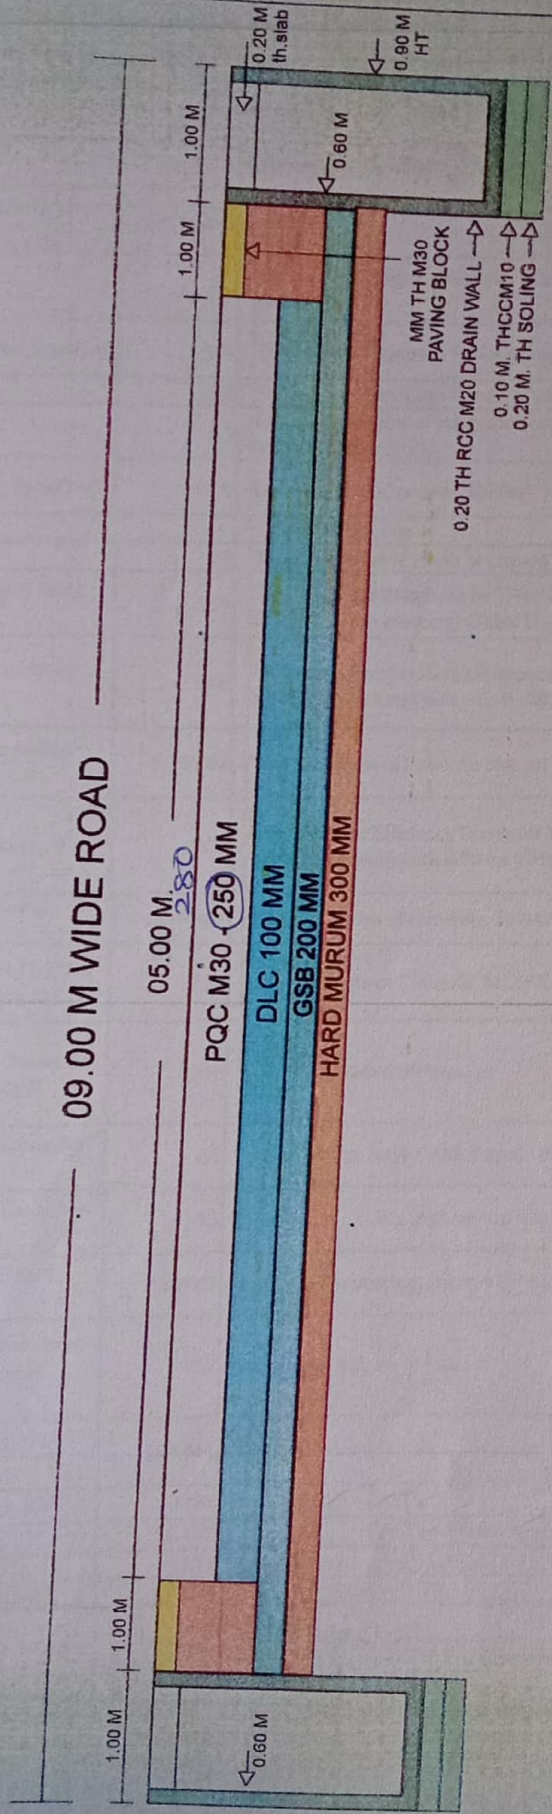 09.00 M WIDE ROAD
1.00 M
1.00 M
05.00 M.
1.00 M
1.00 M
280
PQC M30 250 MM
DLC 100 MM
GSB 200 MM
HARD MURUM 300 MM
0.60 M
0.20 M
th.slab
0.60 M
0.90 M
HT
MM TH M30
PAVING BLOCK
0.20 TH RCC M20 DRAIN WALL
0.10 M. THCCM10
0.20 M. TH SOLING